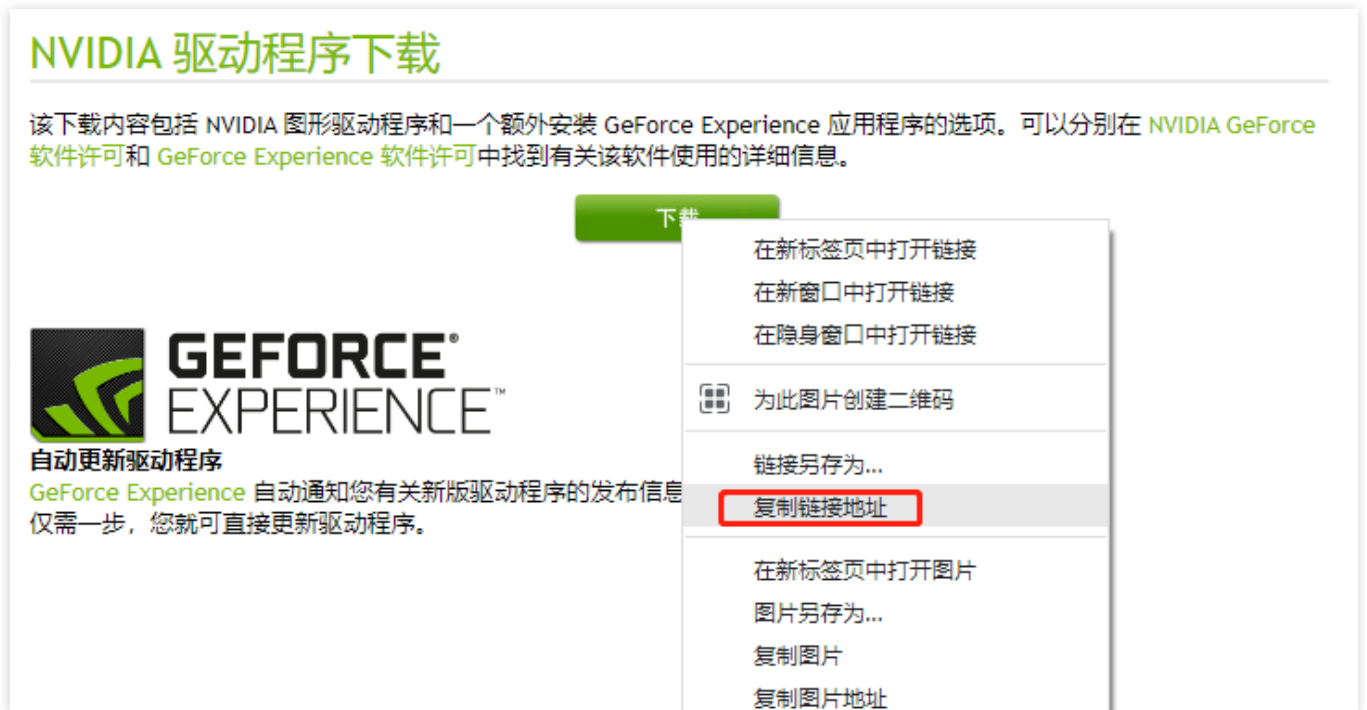 NVIDIA 驱动程序下载
该下载内容包括 NVIDIA 图形驱动程序和一个额外安装 GeForce Experience 应用程序的选项。可以分别在 NVIDIA GeForce
软件许可和 GeForce Experience 软件许可中找到有关该软件使用的详细信息。
下载
在新标签页中打开链接
在新窗口中打开链接
在隐身窗口中打开链接
为此图片创建二维码
链接另存为...
复制链接地址
在新标签页中打开图片
图片另存为...
复制图片
复制图片地址
GEFORCE®
EXPERIENCE™
自动更新驱动程序
GeForce Experience 自动通知您有关新版驱动程序的发布信息
仅需一步，您就可直接更新驱动程序。